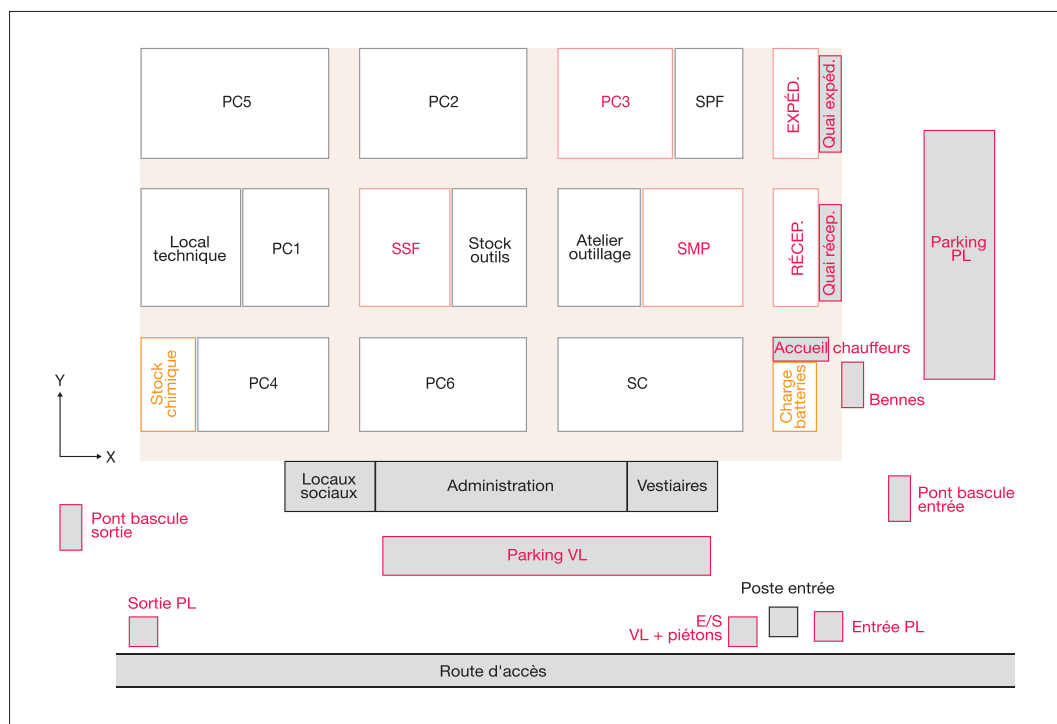 PC5
PC2
PC3
SPF
EXPÉD.
Quai expéd.
Local
technique
PC1
SSF
Stock
outils
Atelier
outillage
SMP
RÉCEP.
Quai récep.
Parking
PL
Stock
chimique
PC4
PC6
SC
Accueil chauffeurs
Charge
batteries
Bennes
Y
X
Locaux
sociaux
Administration
Vestiaires
Pont bascule
sortie
Pont bascule
entrée
Parking VL
Poste entrée
Sortie PL
E/S
VL + piétons
Entrée PL
Route d'accès